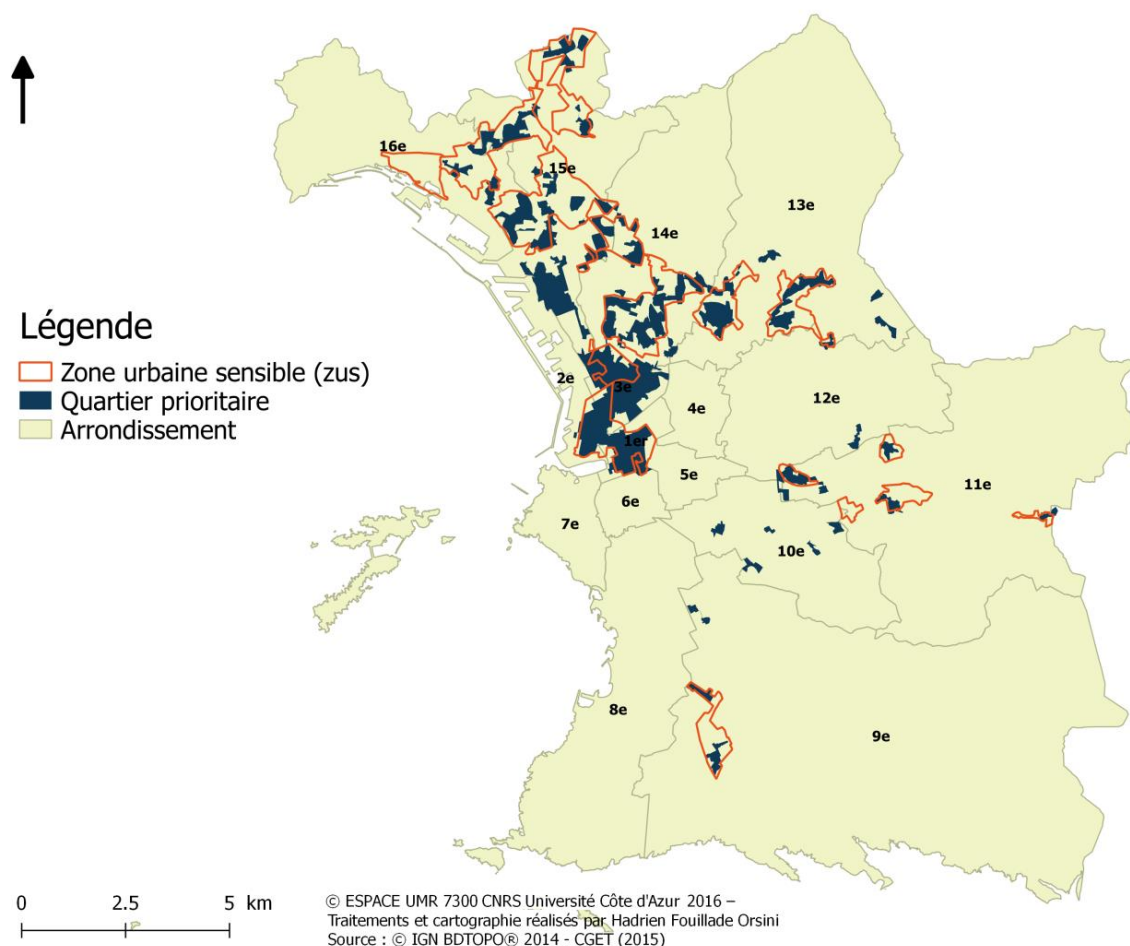 16e
15e
13e
14e
Légende
Zone urbaine sensible (zus)
Quartier prioritaire
Arrondissement
2e
3e
4e
12e
1er
5e
11e
6e
7e
10e
8e
9e
0 2.5 5 km
© ESPACE UMR 7300 CNRS Université Côte d'Azur 2016 –
Traitements et cartographie réalisés par Hadrien Fouillade Orsini
Source : © IGN BDTOPO® 2014 - CGET (2015)